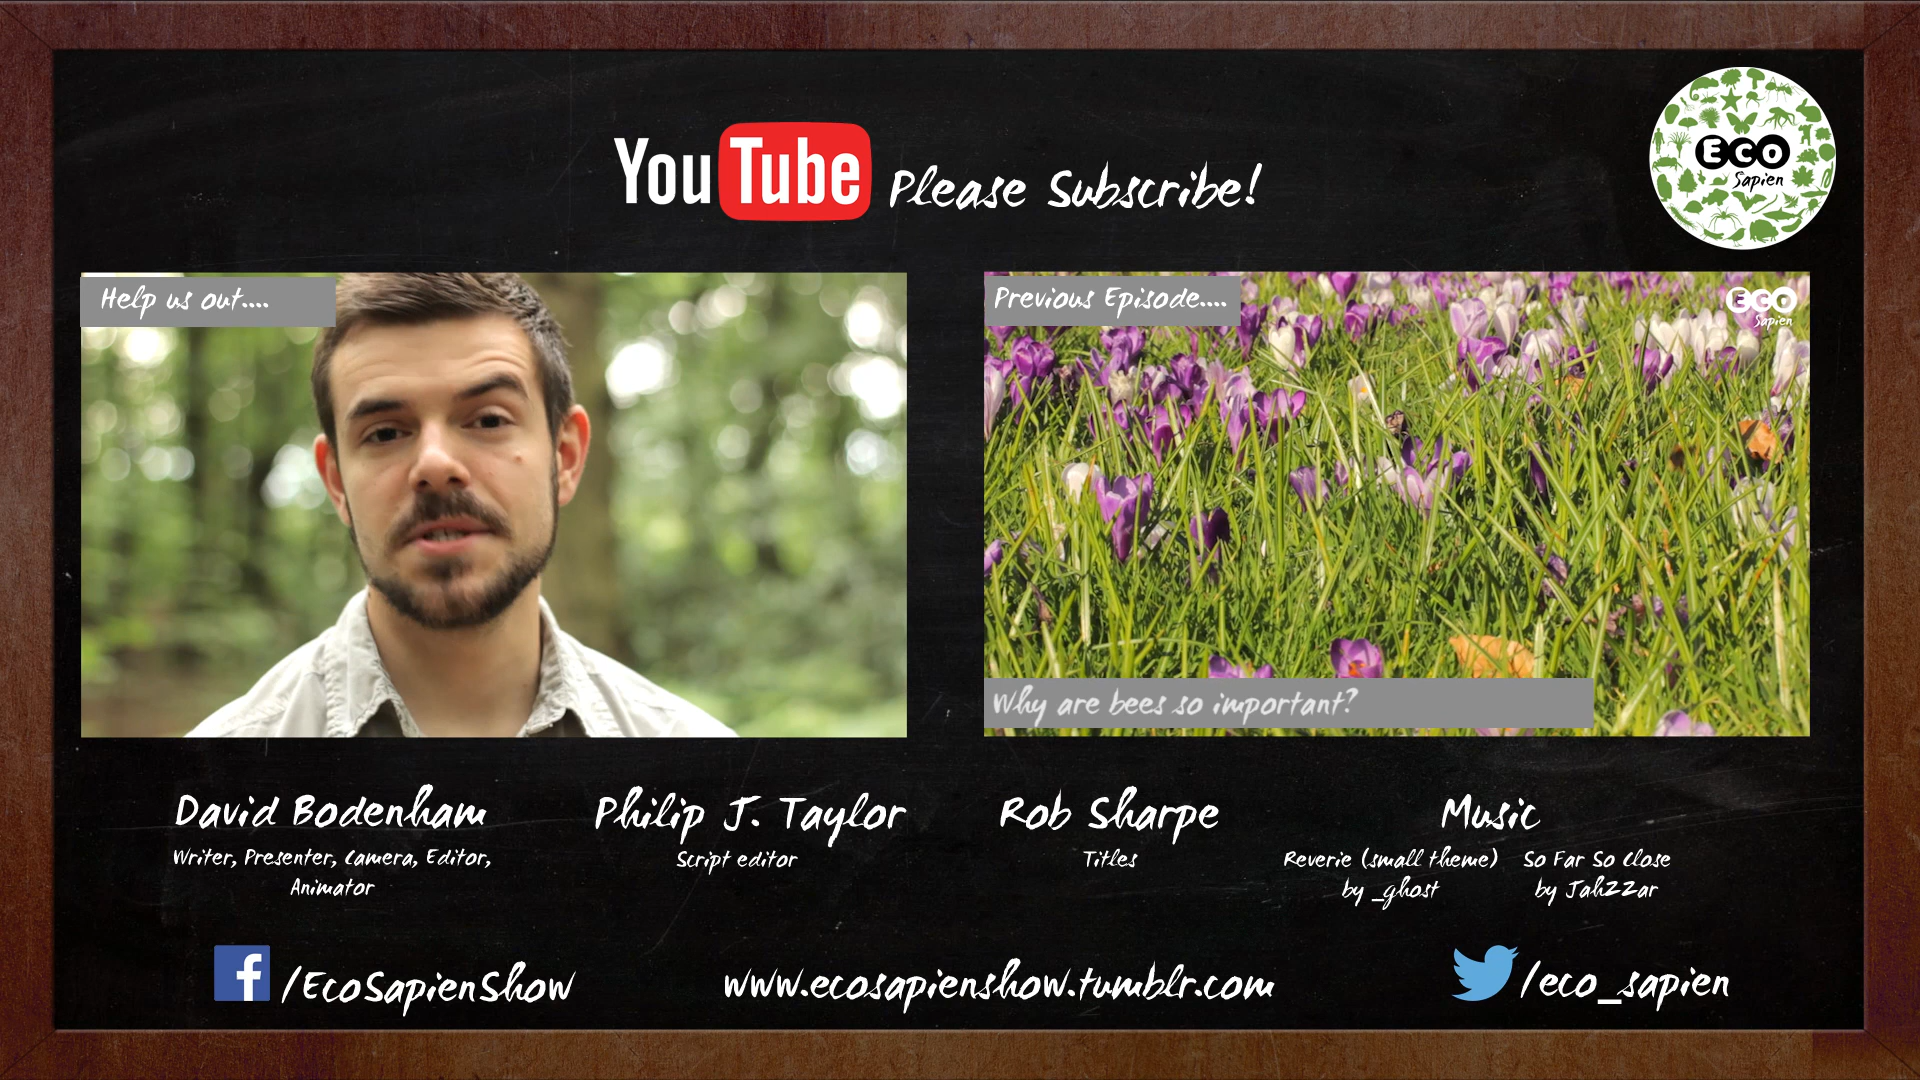 YouTube Please Subscribe!
ECO
Sapien
Help us out....
Previous Episode....
ECO
Sapien
Why are bees so important?
David Bodenham
Writer, Presenter, Camera, Editor,
Animator
Philip J. Taylor
Script editor
Rob Sharpe
Titles
Music
Reverie (small theme)
by _ghost
So Far So Close
by JahZZar
f /EcoSapienShow
www.ecosapienshow.tumblr.com
/eco_sapien